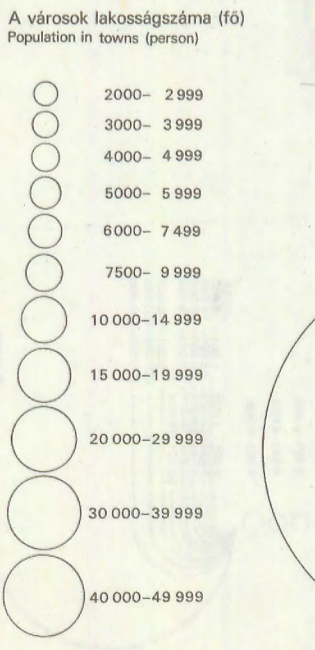 A városok lakosságszáma (fő)
Population in towns (person)
2000– 2 999
3000– 3 999
4000– 4 999
5000– 5 999
6000– 7 499
7500– 9 999
10 000–14 999
15 000–19 999
20 000–29 999
30 000–39 999
40 000–49 999